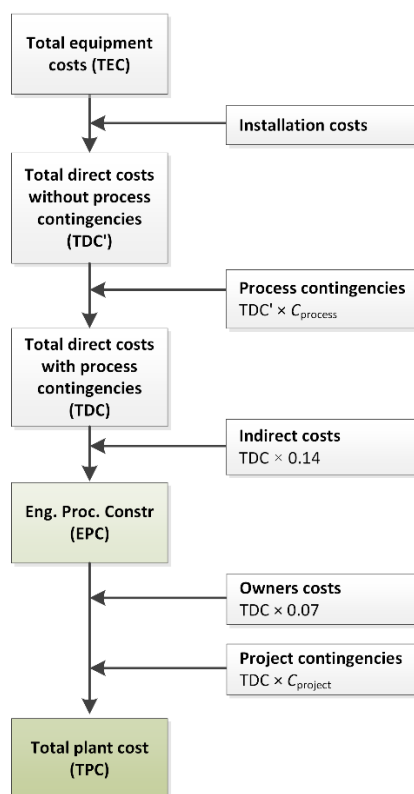 Total equipment
costs (TEC)
Installation costs
Total direct costs
without process
contingencies
(TDC')
Process contingencies
TDC' × Cprocess
Total direct costs
with process
contingencies
(TDC)
Indirect costs
TDC × 0.14
Eng. Proc. Constr
(EPC)
Owners costs
TDC × 0.07
Project contingencies
TDC × Cproject
Total plant cost
(TPC)